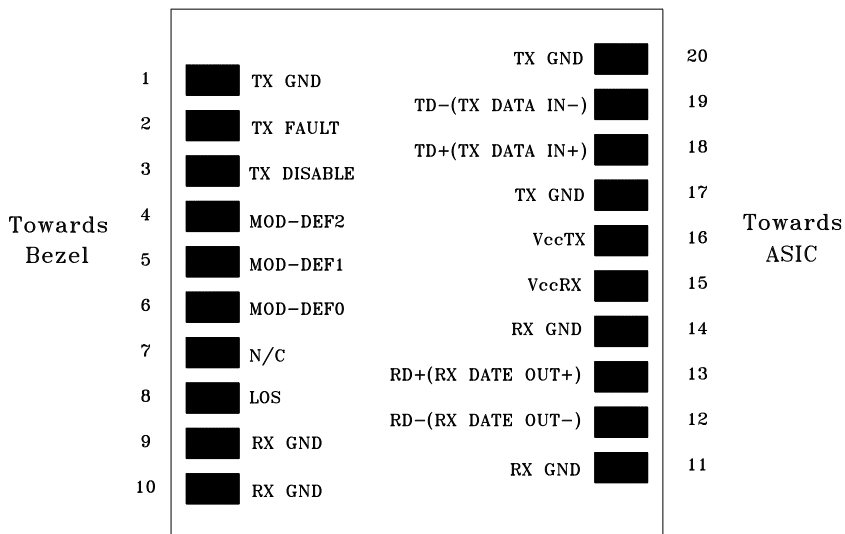 Towards
Bezel
1 TX GND
2 TX FAULT
3 TX DISABLE
4 MOD-DEF2
5 MOD-DEF1
6 MOD-DEF0
7 N/C
8 LOS
9 RX GND
10 RX GND
TX GND 20
TD-(TX DATA IN-) 19
TD+(TX DATA IN+) 18
TX GND 17
VccTX 16
VccRX 15
RX GND 14
RD+(RX DATE OUT+) 13
RD-(RX DATE OUT-) 12
RX GND 11
Towards
ASIC